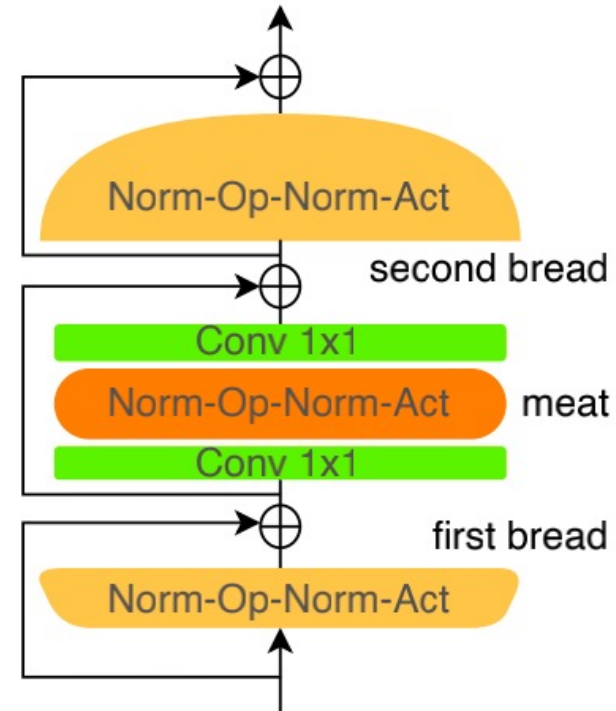 Norm-Op-Norm-Act
second bread
Conv 1x1
Norm-Op-Norm-Act
meat
Conv 1x1
first bread
Norm-Op-Norm-Act